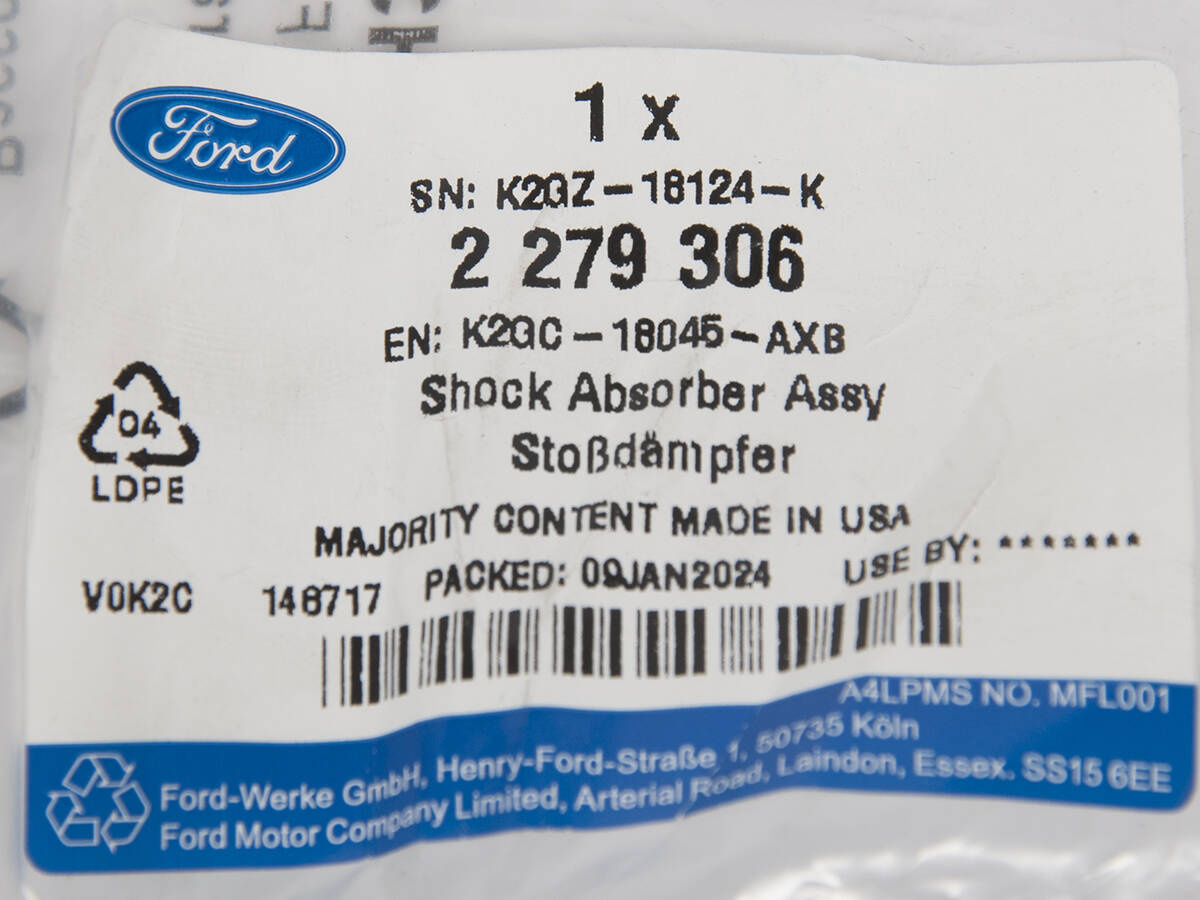 Ford
1 x
SN: K2GZ-18124-K
2 279 306
EN: K2GC-18045-AXB
Shock Absorber Assy
Stoßdämpfer
04
LDPE
MAJORITY CONTENT MADE IN USA
V0K2C 148717 PACKED: 09JAN2024 USE BY: *******
A4LPMS NO. MFL001
Ford-Werke GmbH, Henry-Ford-Straße 1, 50735 Köln
Ford Motor Company Limited, Arterial Road, Laindon, Essex. SS15 6EE